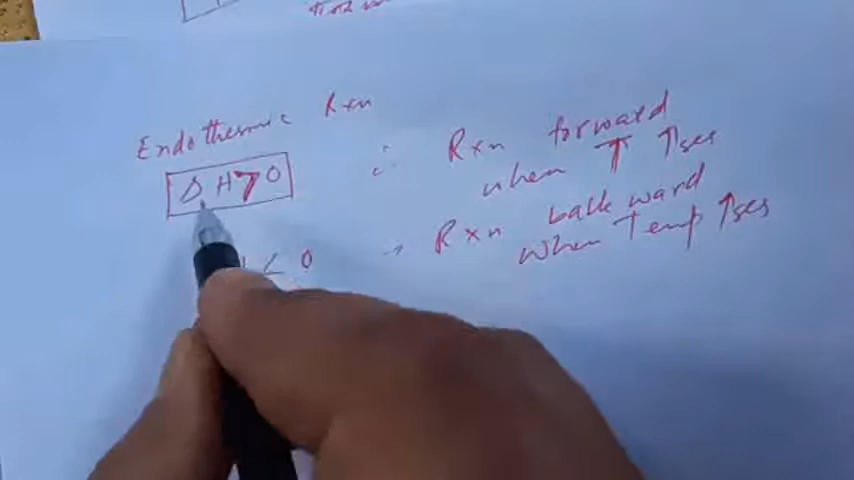 Endothermic Rxn
ΔH>0
∴ Rxn forward
when T ↑ses
< 0
→ Rxn backward
when Temp ↑ses